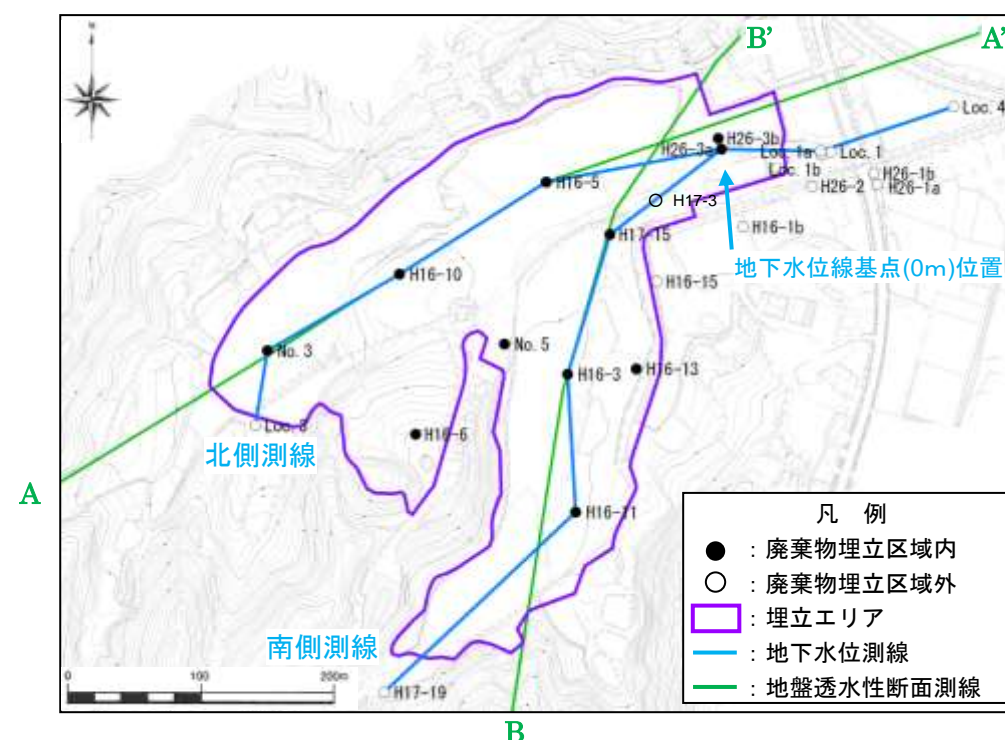 B'
A'
Loc. 4
H26-3b
H26-3a
Loc. 1a
Loc. 1
Loc. 1b
H26-1b
H26-2
H26-1a
H16-5
H17-3
H16-1b
H17-15
地下水位線基点(0m)位置
H16-10
H16-15
No. 3
No. 5
H16-3
H16-13
Loc. 3
H16-6
北側測線
A
H16-11
凡 例
：廃棄物埋立区域内
：廃棄物埋立区域外
：埋立エリア
：地下水位測線
：地盤透水性断面測線
南側測線
0 100 200m
H17-19
B